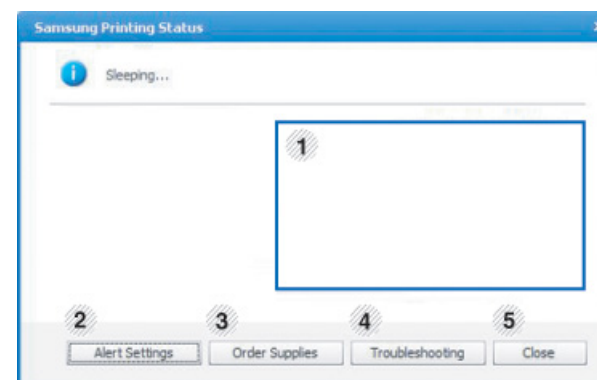 Samsung Printing Status
Sleeping...
1
2 3 4 5
Alert Settings Order Supplies Troubleshooting Close